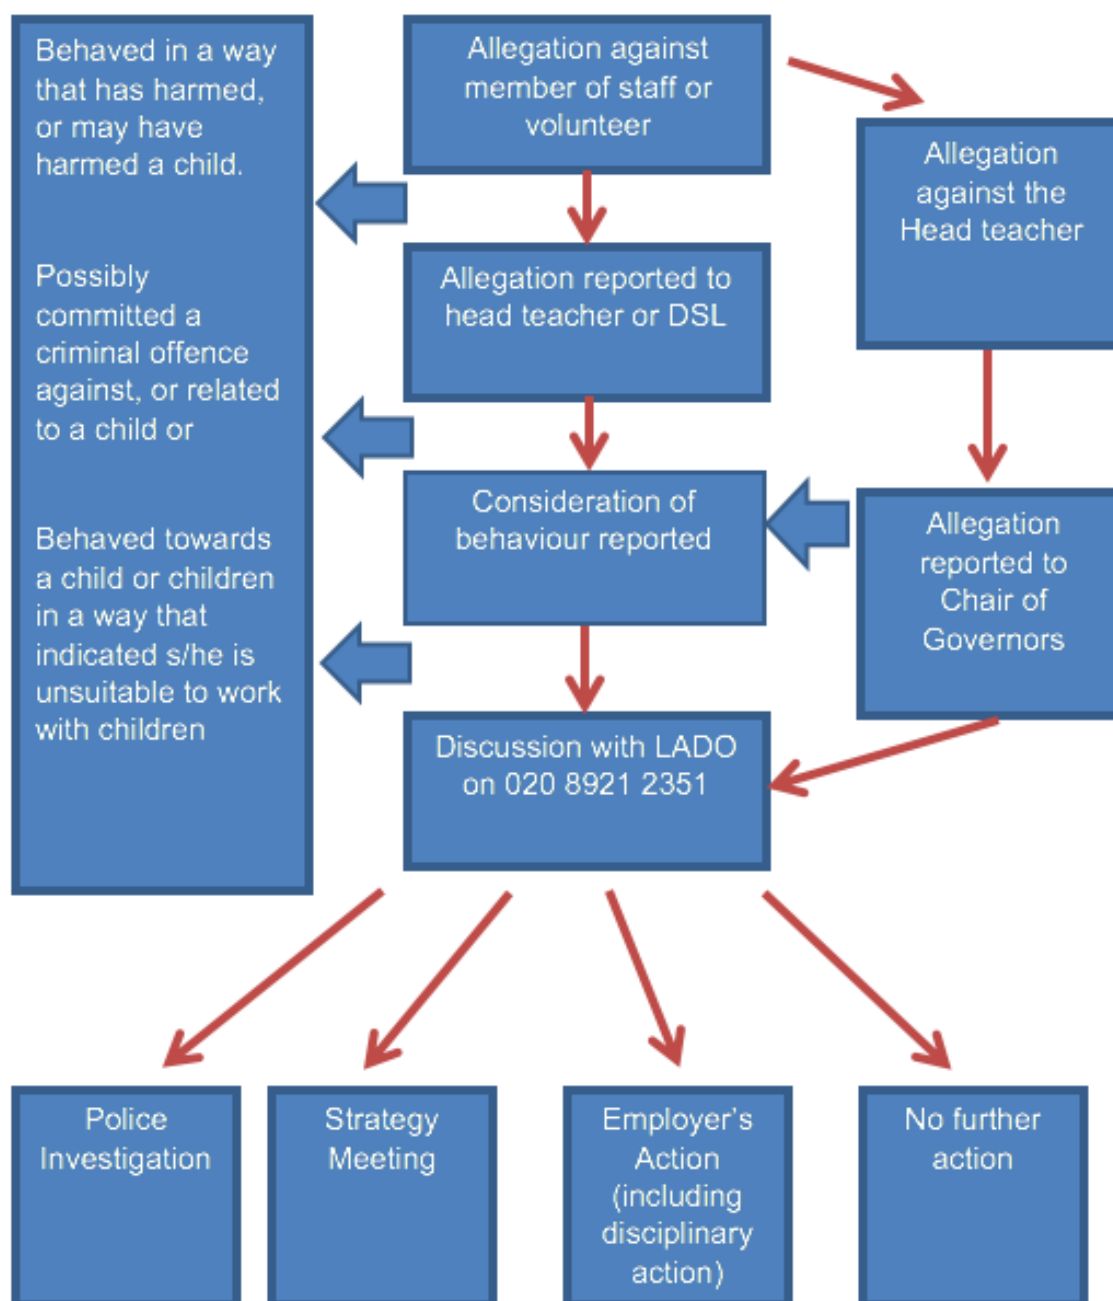 Behaved in a way
that has harmed,
or may have
harmed a child.
Possibly
committed a
criminal offence
against, or related
to a child or
Behaved towards
a child or children
in a way that
indicated s/he is
unsuitable to work
with children
Allegation against
member of staff or
volunteer
Allegation
against the
Head teacher
Allegation reported to
head teacher or DSL
Consideration of
behaviour reported
Allegation
reported to
Chair of
Governors
Discussion with LADO
on 020 8921 2351
Police
Investigation
Strategy
Meeting
Employer's
Action
(including
disciplinary
action)
No further
action